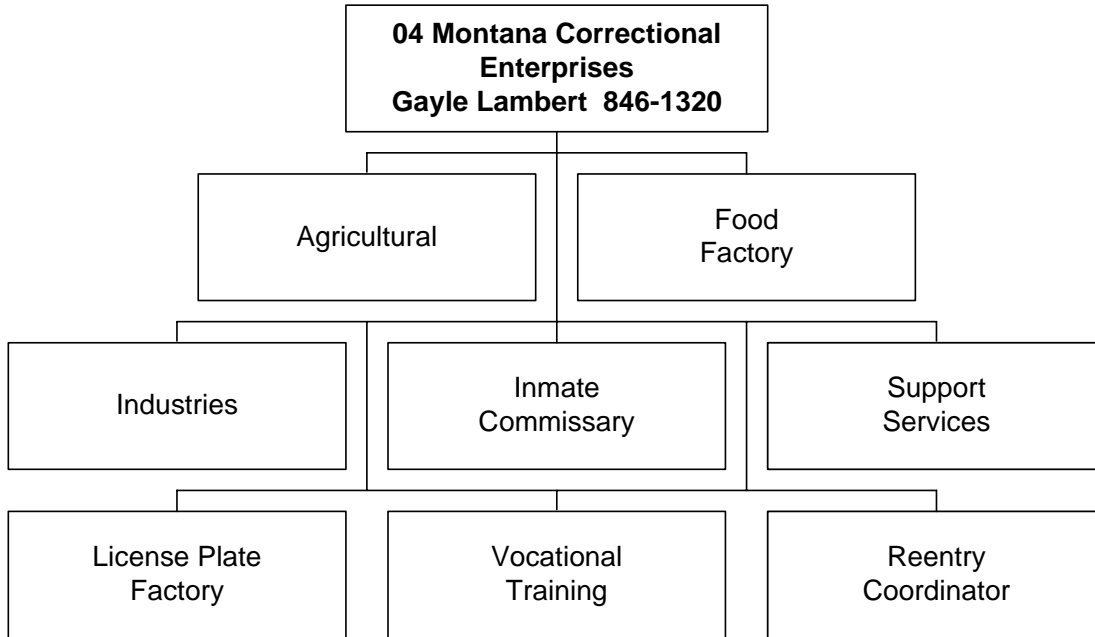 04 Montana Correctional
Enterprises
Gayle Lambert 846-1320
Agricultural
Food
Factory
Industries
Inmate
Commissary
Support
Services
License Plate
Factory
Vocational
Training
Reentry
Coordinator